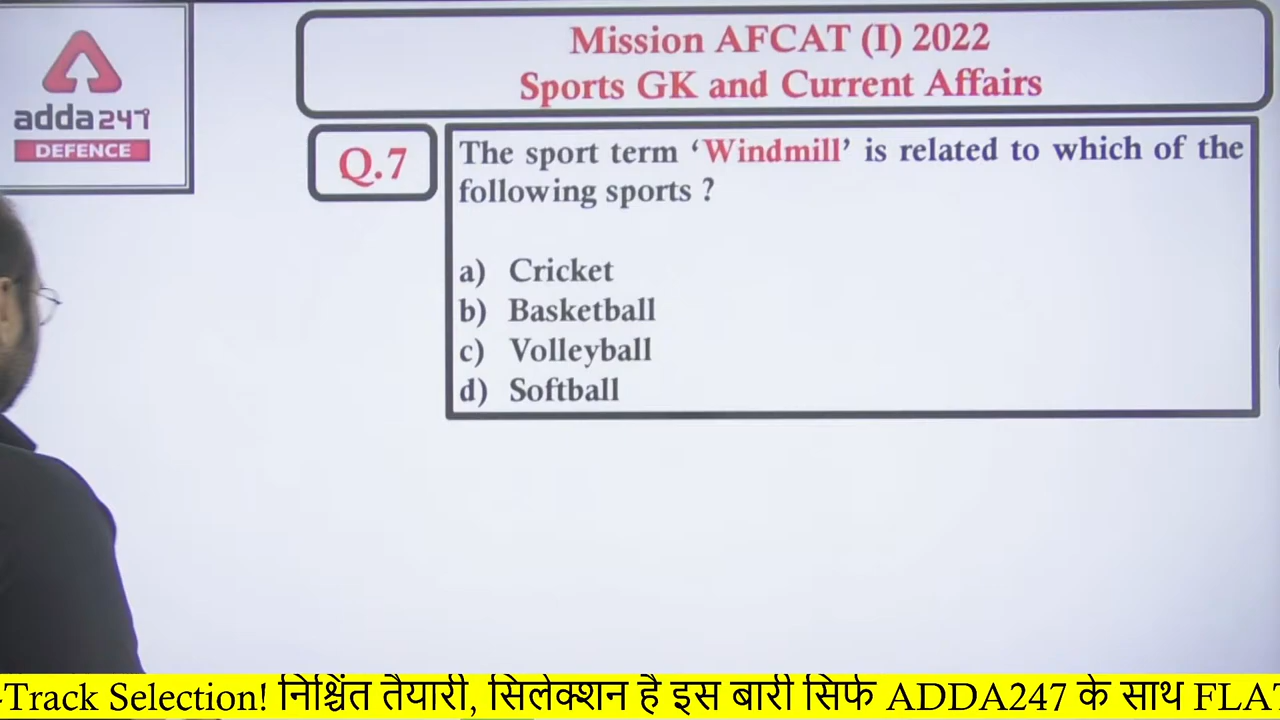 adda247
DEFENCE
Mission AFCAT (I) 2022
Sports GK and Current Affairs
Q.7
The sport term ‘Windmill’ is related to which of the
following sports ?
a) Cricket
b) Basketball
c) Volleyball
d) Softball
-Track Selection! निश्चिंत तैयारी, सिलेक्शन है इस बारी सिर्फ ADDA247 के साथ FLAT